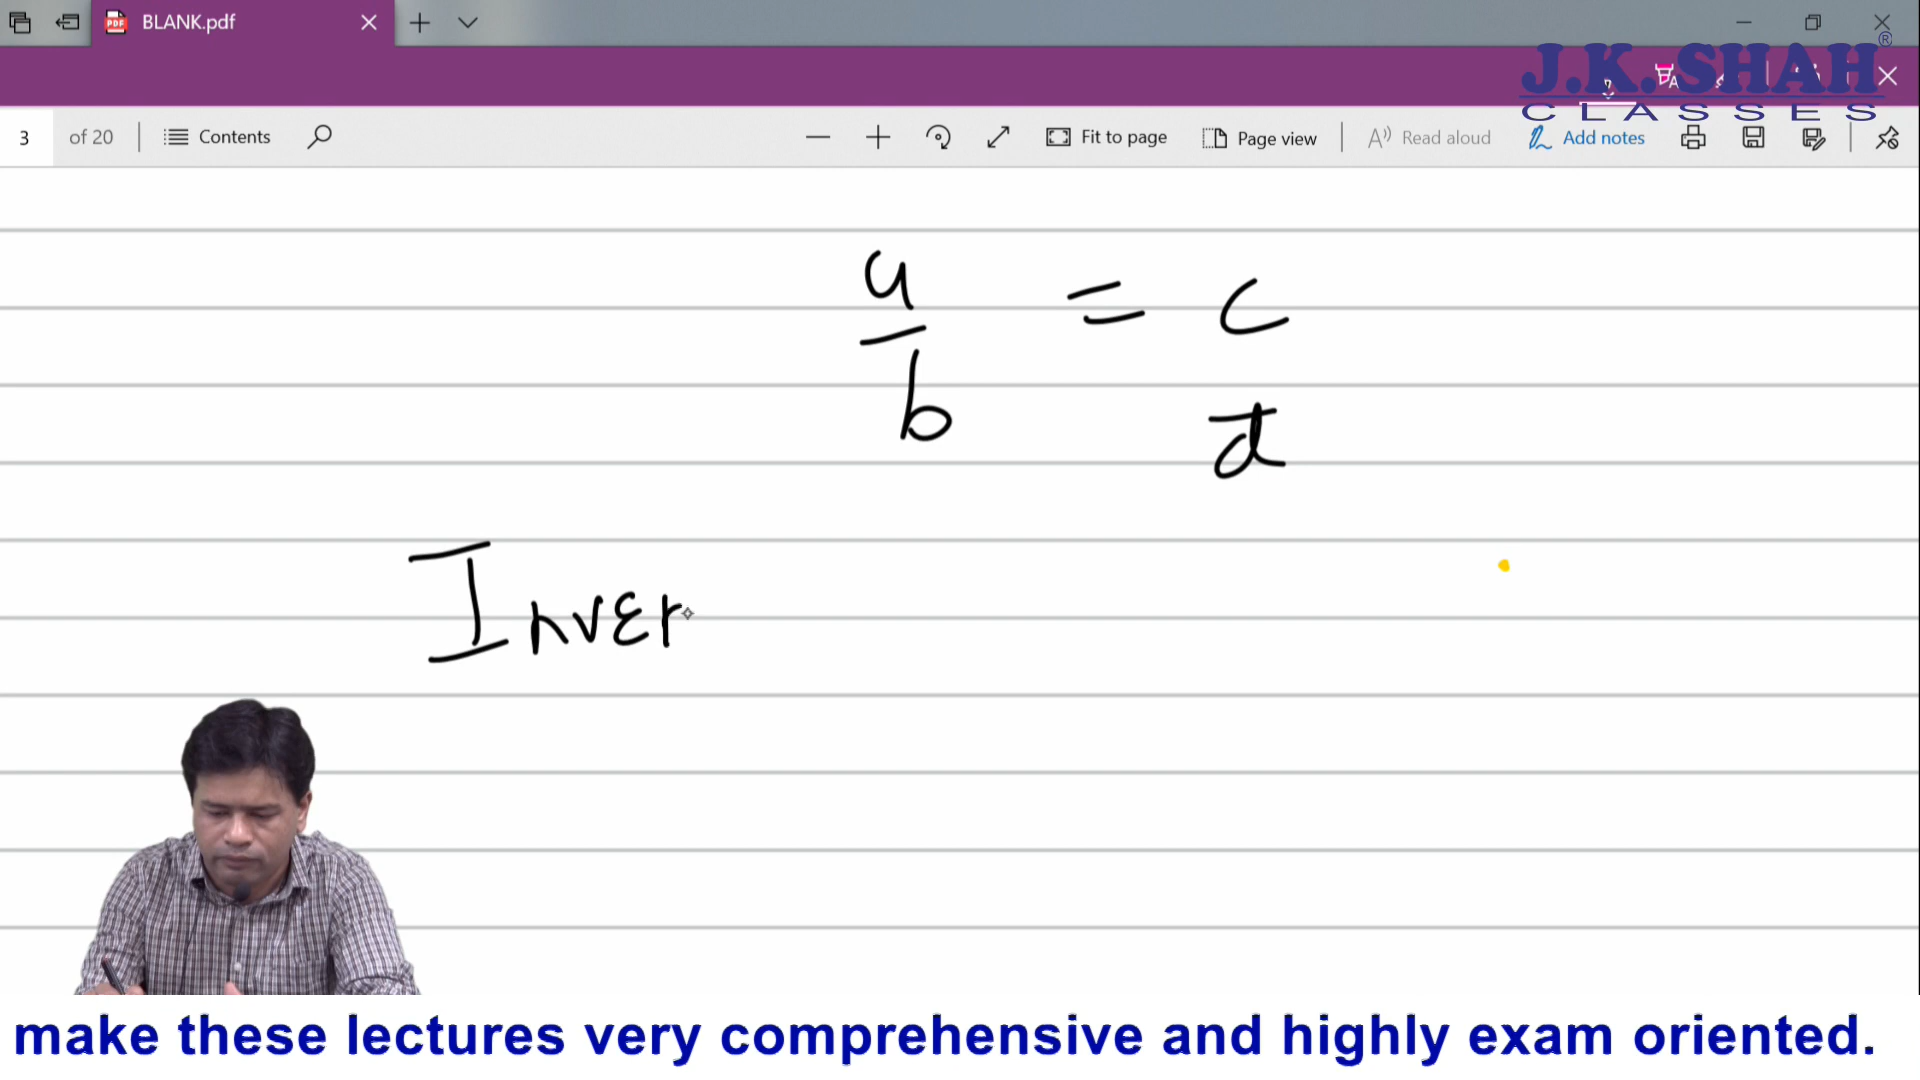 BLANK.pdf
J.K.SHAH®
CLASSES
3 of 20 Contents Fit to page Page view Read aloud Add notes
a/b = c/d
Inver
make these lectures very comprehensive and highly exam oriented.